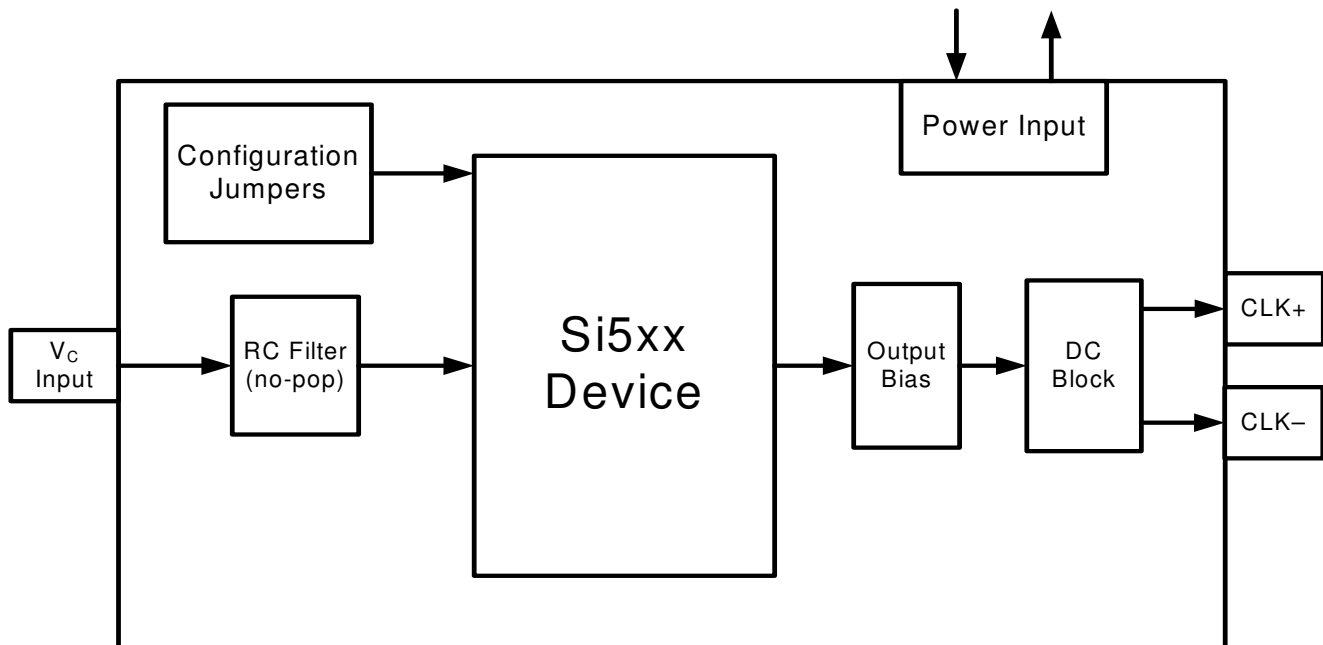 Power Input
Configuration
Jumpers
Si5xx
Device
VC
Input
RC Filter
(no-pop)
Output
Bias
DC
Block
CLK+
CLK–